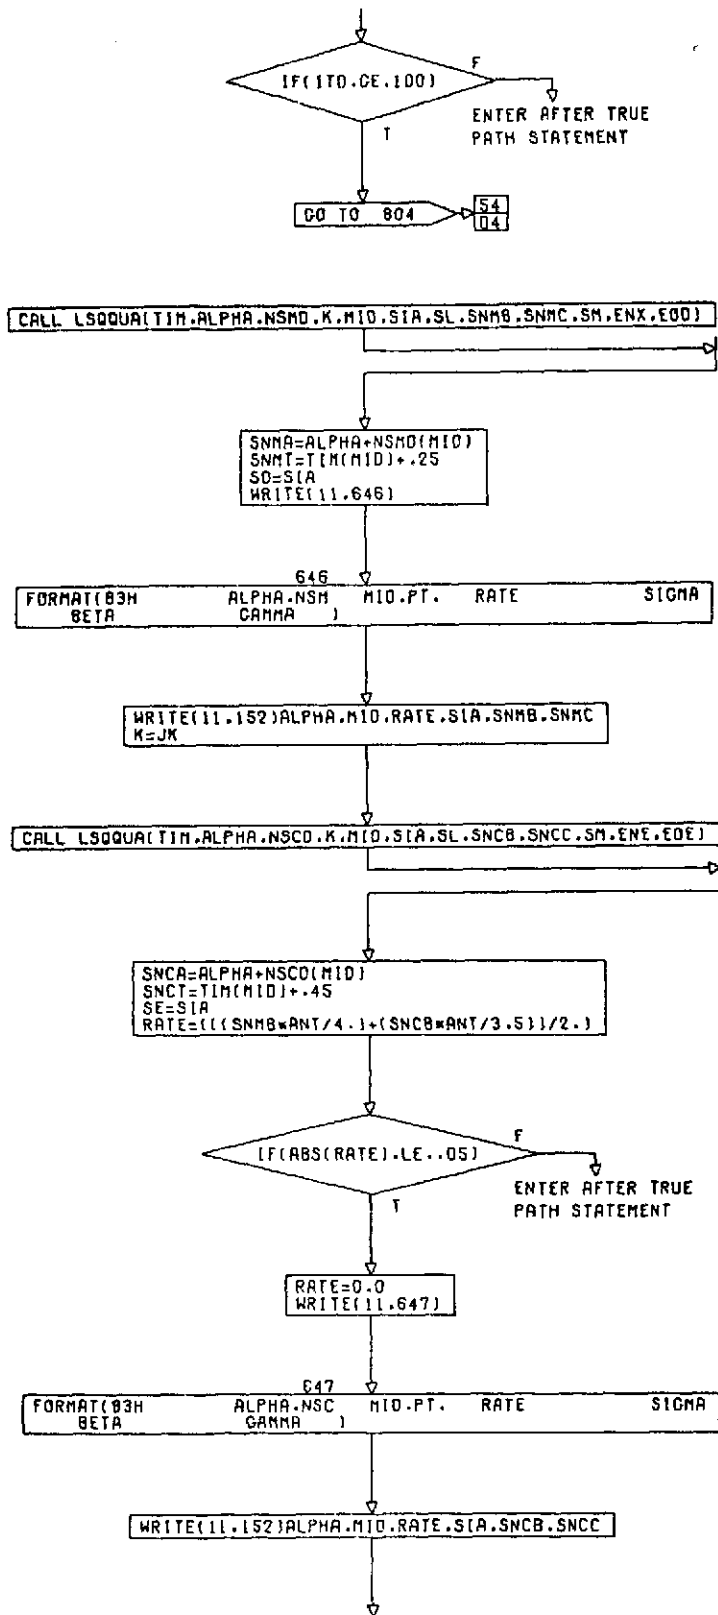 F
IF(ITD.GE.100)
ENTER AFTER TRUE
PATH STATEMENT
T
GO TO 804
54
04
CALL LSQQUA(TIM.ALPHA.NSMD.K.MID.SIA.SL.SNMB.SNMC.SM.ENX.EOD)
SNMA=ALPHA+NSMD(MID)
SNMT=TIM(MID)+.25
SD=SIA
WRITE(11.646)
646
FORMAT(83H ALPHA.NSM MID.PT. RATE SIGMA
BETA GAMMA )
WRITE(11.152)ALPHA.MID.RATE.SIA.SNMB.SNMC
K=JK
CALL LSQQUA(TIM.ALPHA.NSCD.K.MID.SIA.SL.SNCB.SNCC.SM.ENE.EOE)
SNCA=ALPHA+NSCD(MID)
SNCT=TIM(MID)+.45
SE=SIA
RATE=(((SNMB*ANT/4.)+(SNCB*ANT/3.5))/2.)
F
IF(ABS(RATE).LE..05)
ENTER AFTER TRUE
PATH STATEMENT
T
RATE=0.0
WRITE(11.647)
647
FORMAT(83H ALPHA.NSC MID.PT. RATE SIGMA
BETA GAMMA )
WRITE(11.152)ALPHA.MID.RATE.SIA.SNCB.SNCC